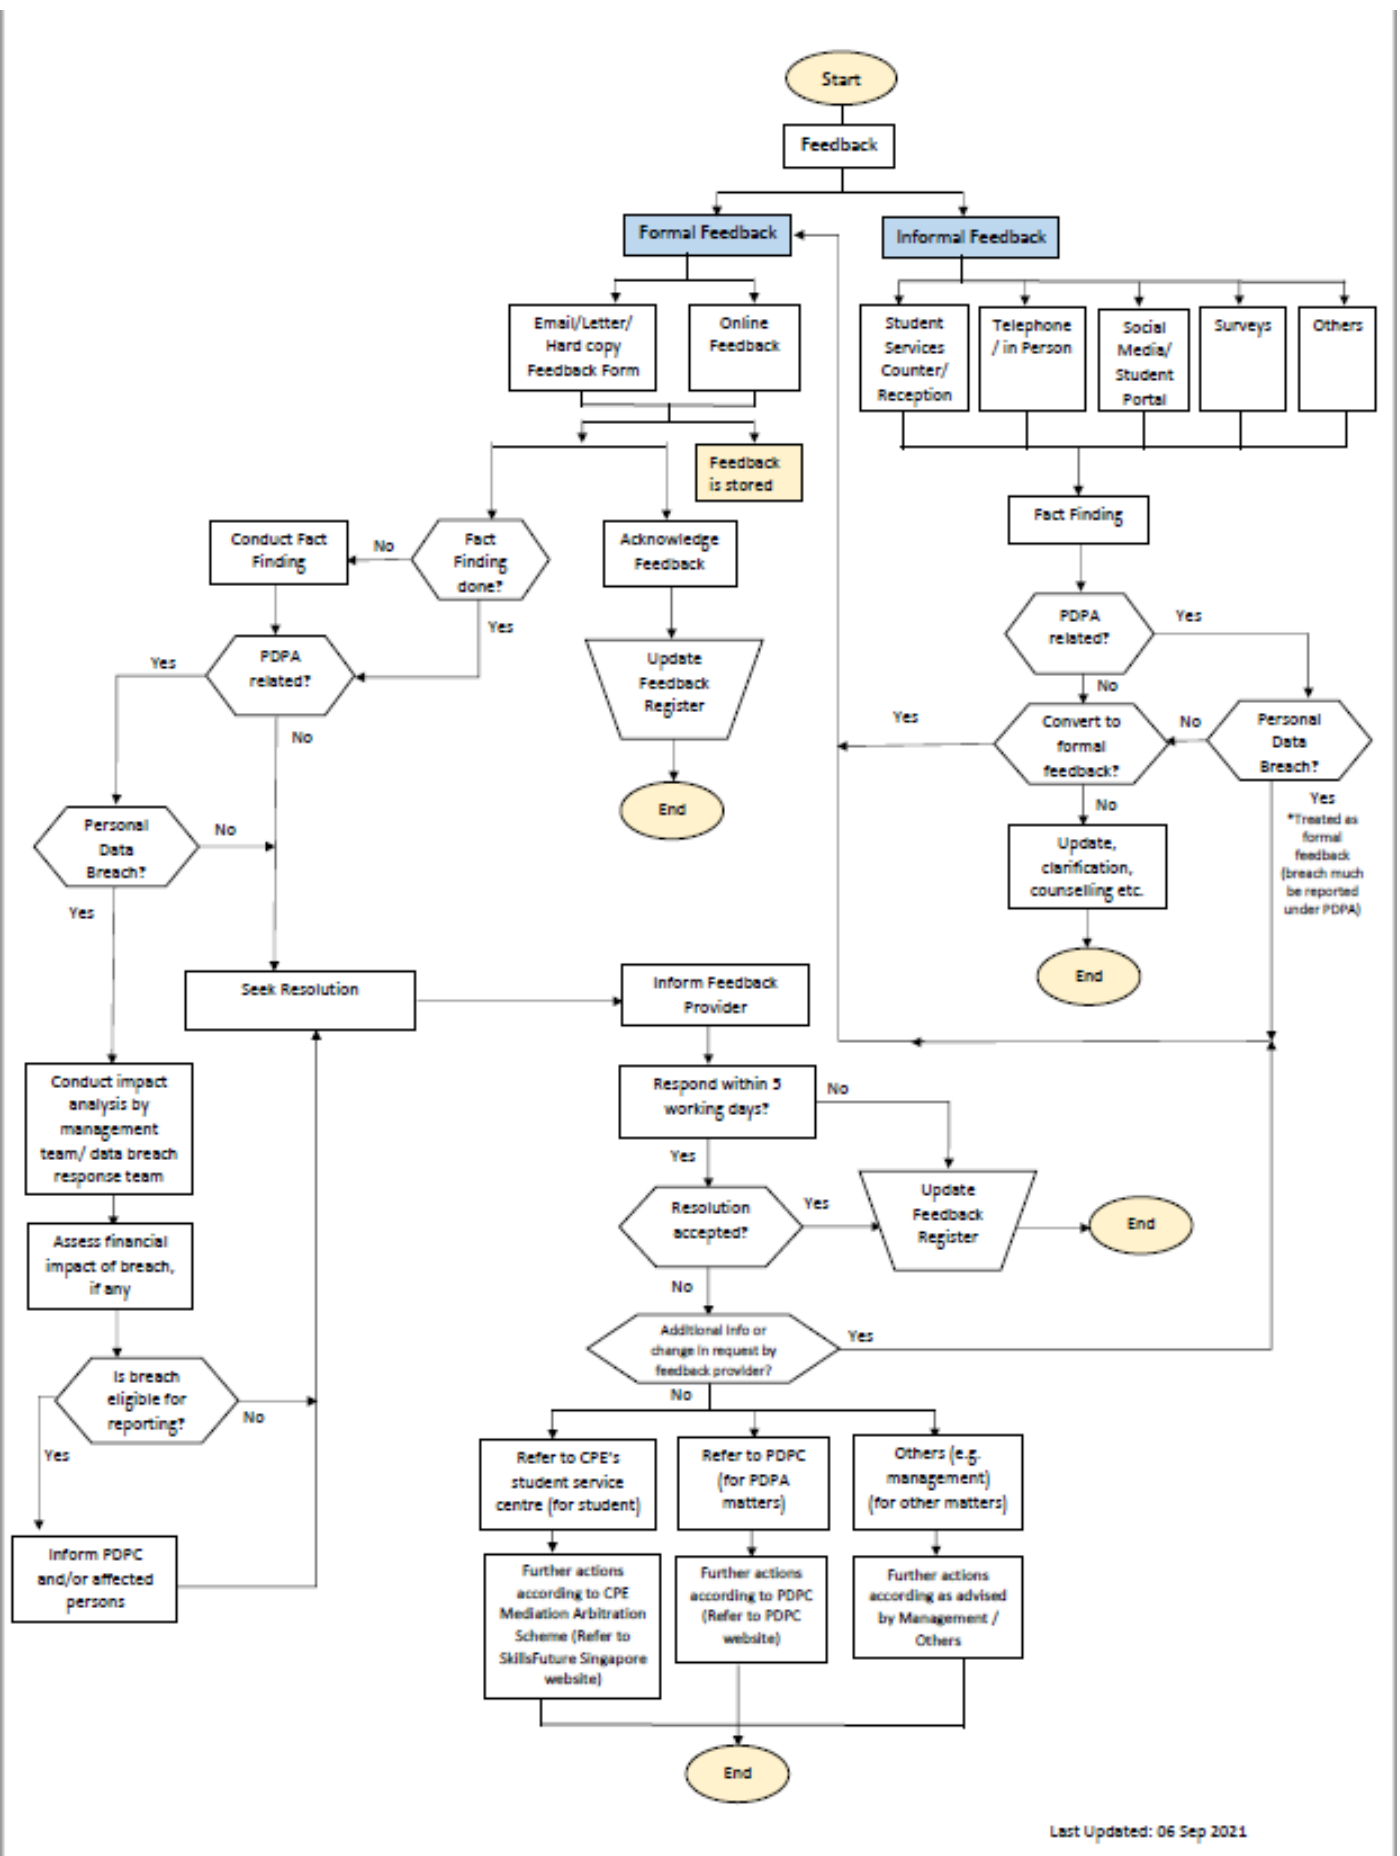 Start
Feedback
Formal Feedback
Informal Feedback
Email/Letter/
Hard copy
Feedback Form
Online
Feedback
Student
Services
Counter/
Reception
Telephone
/ in Person
Social
Media/
Student
Portal
Surveys
Others
Feedback
is stored
Fact Finding
Conduct Fact
Finding
No
Fact
Finding
done?
Acknowledge
Feedback
Yes
PDPA
related?
Yes
PDPA
related?
Yes
No
Update
Feedback
Register
No
Yes
Convert to
formal
feedback?
No
Personal
Data
Breach?
End
No
Yes
*Treated as
formal
feedback
(breach much
be reported
under PDPA)
Personal
Data
Breach?
No
Yes
Update,
clarification,
counselling etc.
End
Seek Resolution
Inform Feedback
Provider
Conduct impact
analysis by
management
team/ data breach
response team
Respond within 5
working days?
No
Yes
Resolution
accepted?
Yes
Update
Feedback
Register
End
Assess financial
impact of breach,
if any
No
Additional info or
change in request by
feedback provider?
Yes
No
Is breach
eligible for
reporting?
No
Yes
Refer to CPE's
student service
centre (for student)
Refer to PDPC
(for PDPA
matters)
Others (e.g.
management)
(for other matters)
Inform PDPC
and/or affected
persons
Further actions
according to CPE
Mediation Arbitration
Scheme (Refer to
SkillsFuture Singapore
website)
Further actions
according to PDPC
(Refer to PDPC
website)
Further actions
according as advised
by Management /
Others
End
Last Updated: 06 Sep 2021